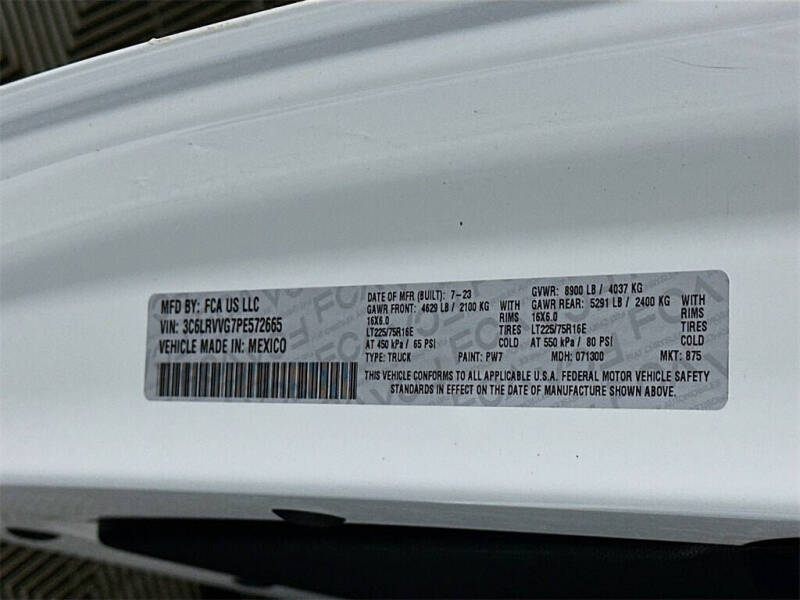 MFD BY: FCA US LLC
VIN: 3C6LRVVG7PE572665
VEHICLE MADE IN: MEXICO
DATE OF MFR (BUILT): 7-23 GVWR: 8900 LB / 4037 KG
GAWR FRONT: 4629 LB / 2100 KG WITH GAWR REAR: 5291 LB / 2400 KG WITH
16X6.0 RIMS 16X6.0 RIMS
LT225/75R16E TIRES LT225/75R16E TIRES
AT 450 kPa / 65 PSI COLD AT 550 kPa / 80 PSI COLD
TYPE: TRUCK PAINT: PW7 MDH: 071300 MKT: 875
THIS VEHICLE CONFORMS TO ALL APPLICABLE U.S.A. FEDERAL MOTOR VEHICLE SAFETY
STANDARDS IN EFFECT ON THE DATE OF MANUFACTURE SHOWN ABOVE.